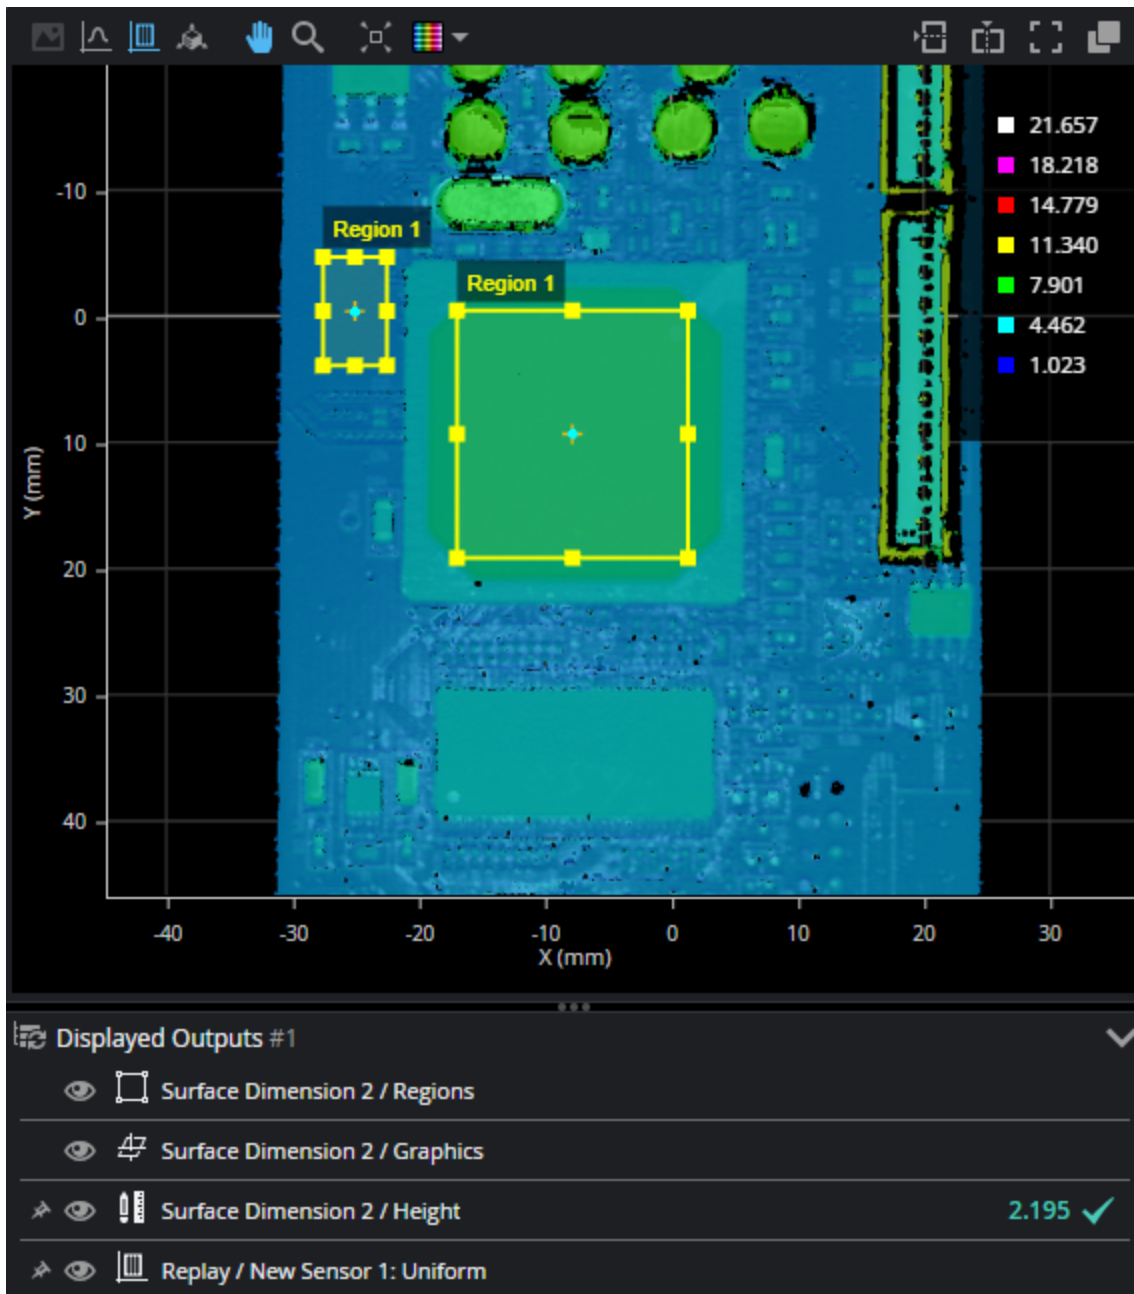 21.657
18.218
14.779
11.340
7.901
4.462
1.023
-10
Region 1
Region 1
0
10
Y (mm)
20
30
40
-40 -30 -20 -10 0 10 20 30
X (mm)
Displayed Outputs #1
Surface Dimension 2 / Regions
Surface Dimension 2 / Graphics
Surface Dimension 2 / Height 2.195
Replay / New Sensor 1: Uniform